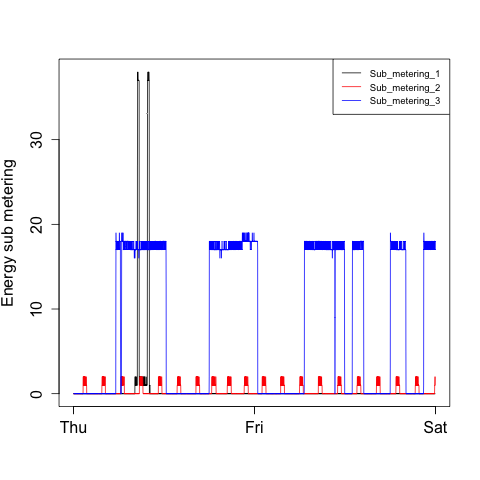 Sub_metering_1
Sub_metering_2
Sub_metering_3
Energy sub metering
30
20
10
0
Thu Fri Sat